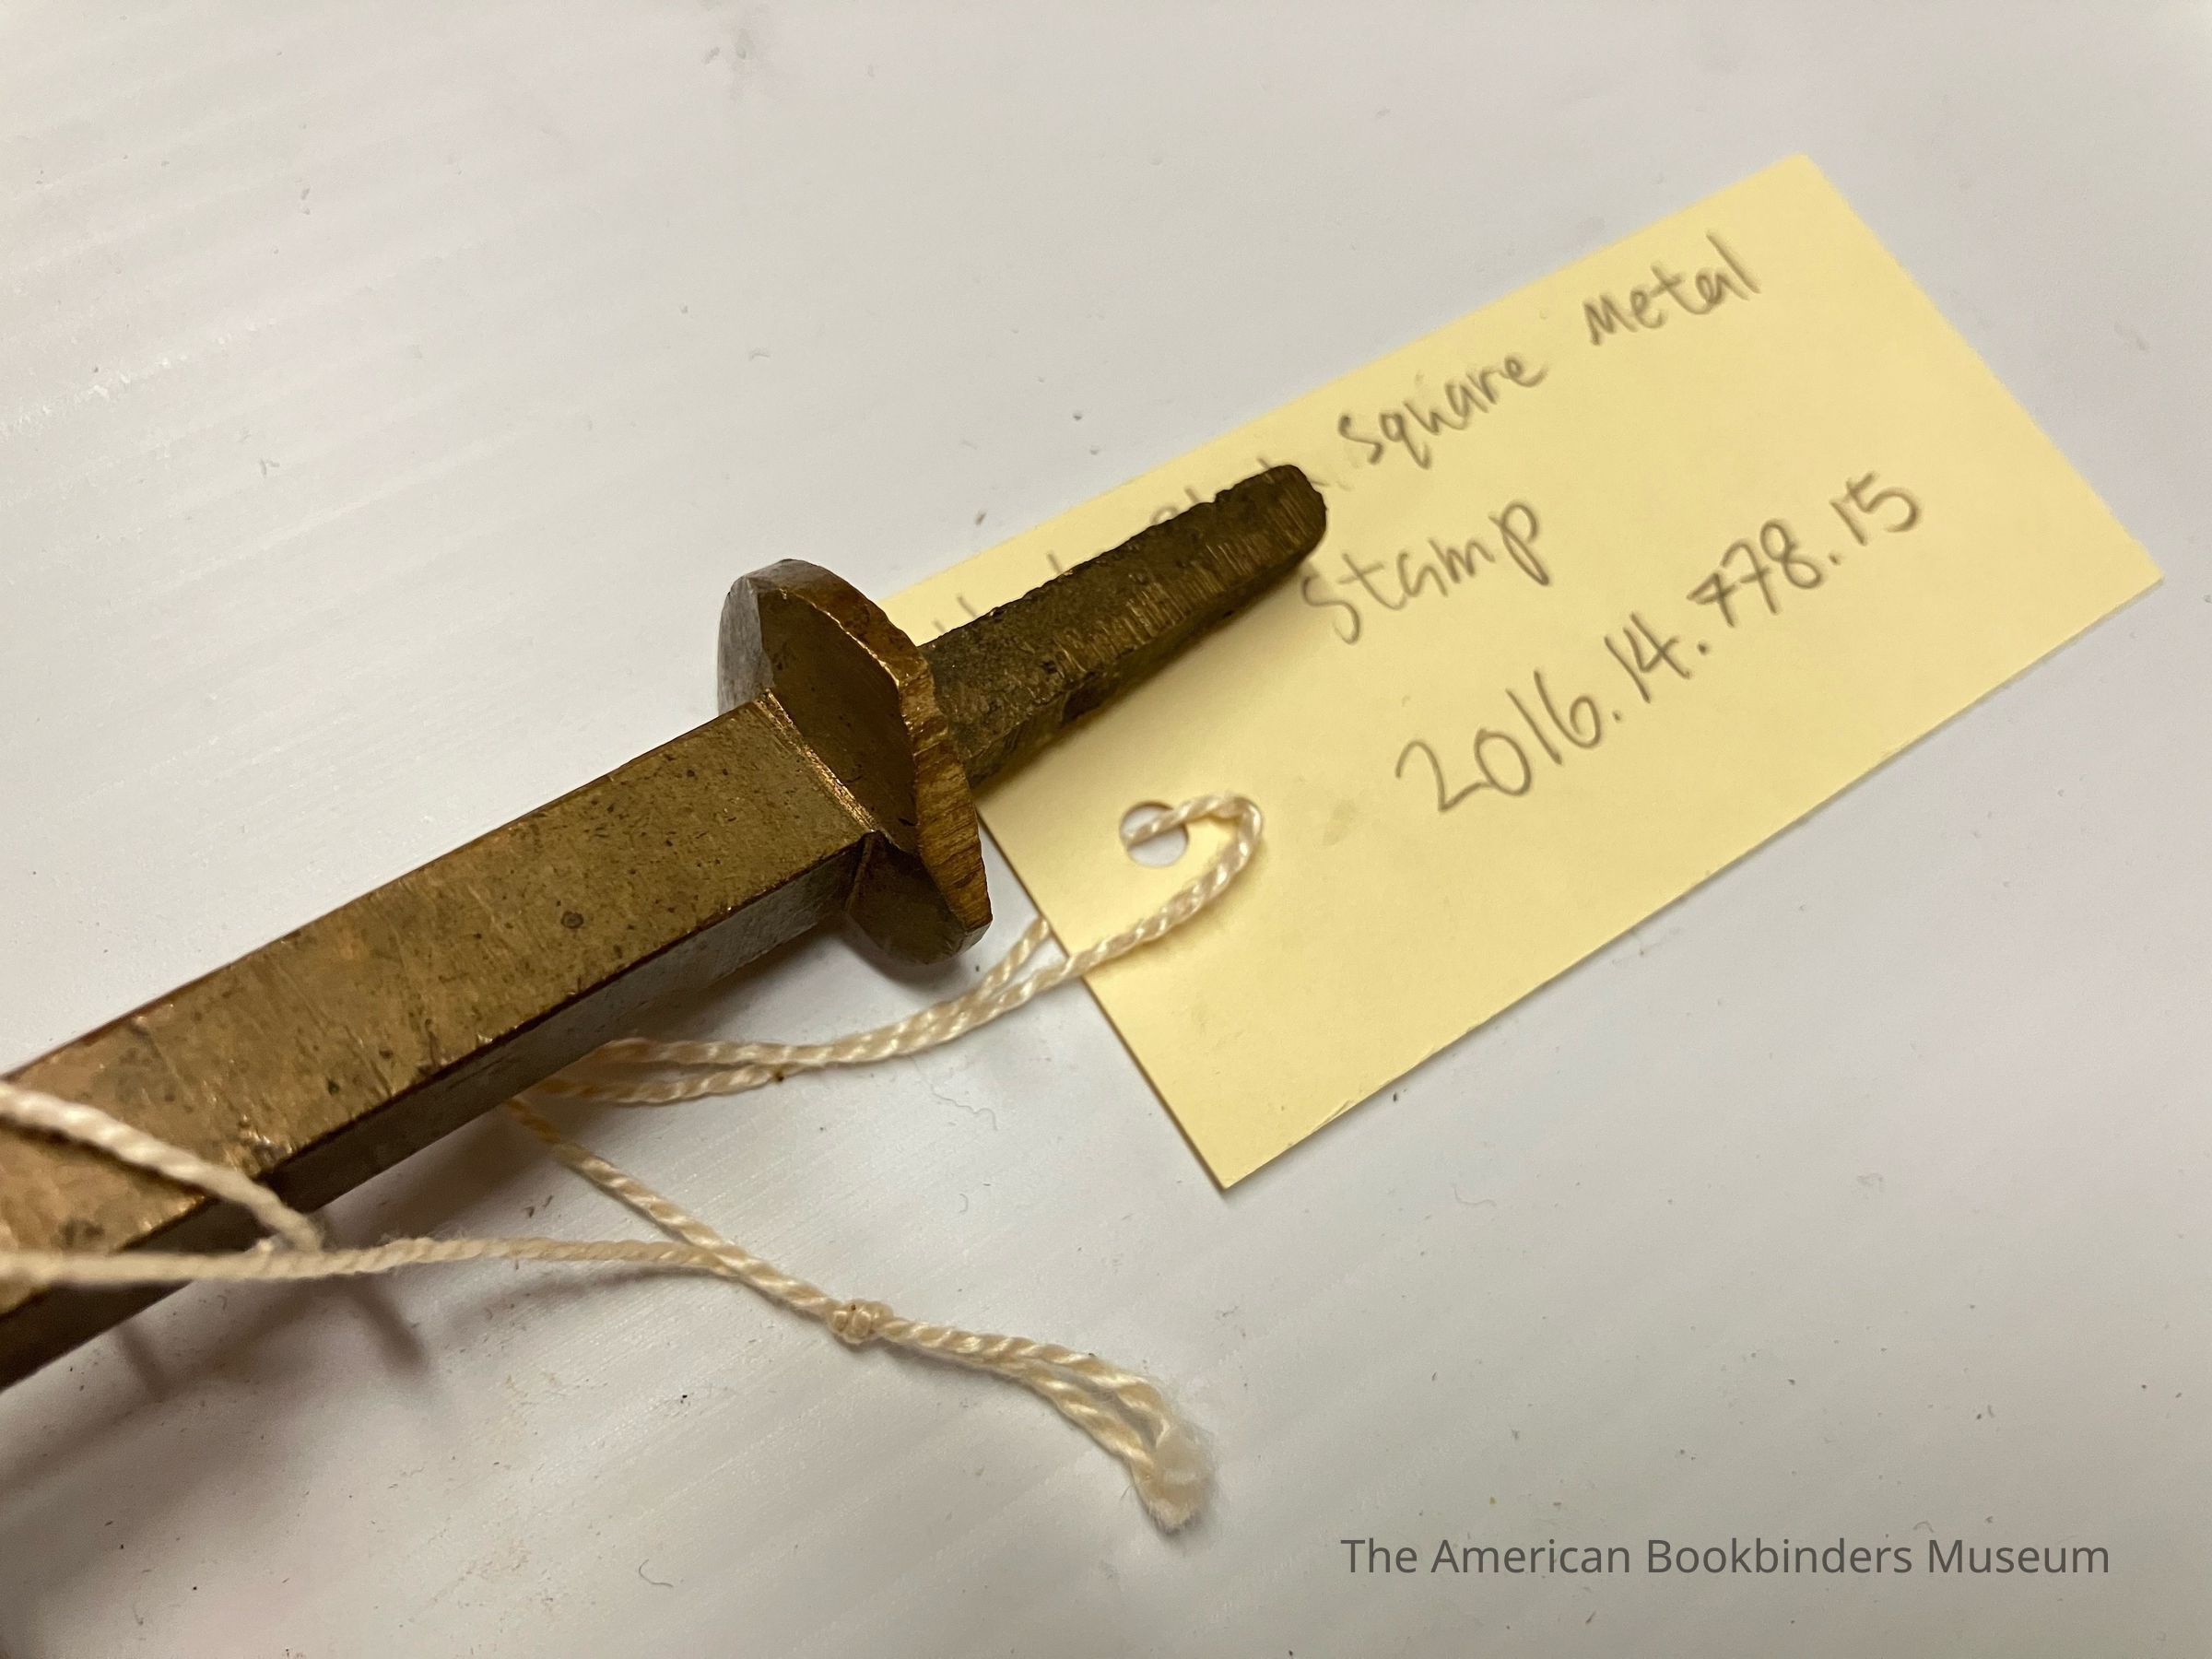 square metal
stamp
2016.14.778.15
The American Bookbinders Museum